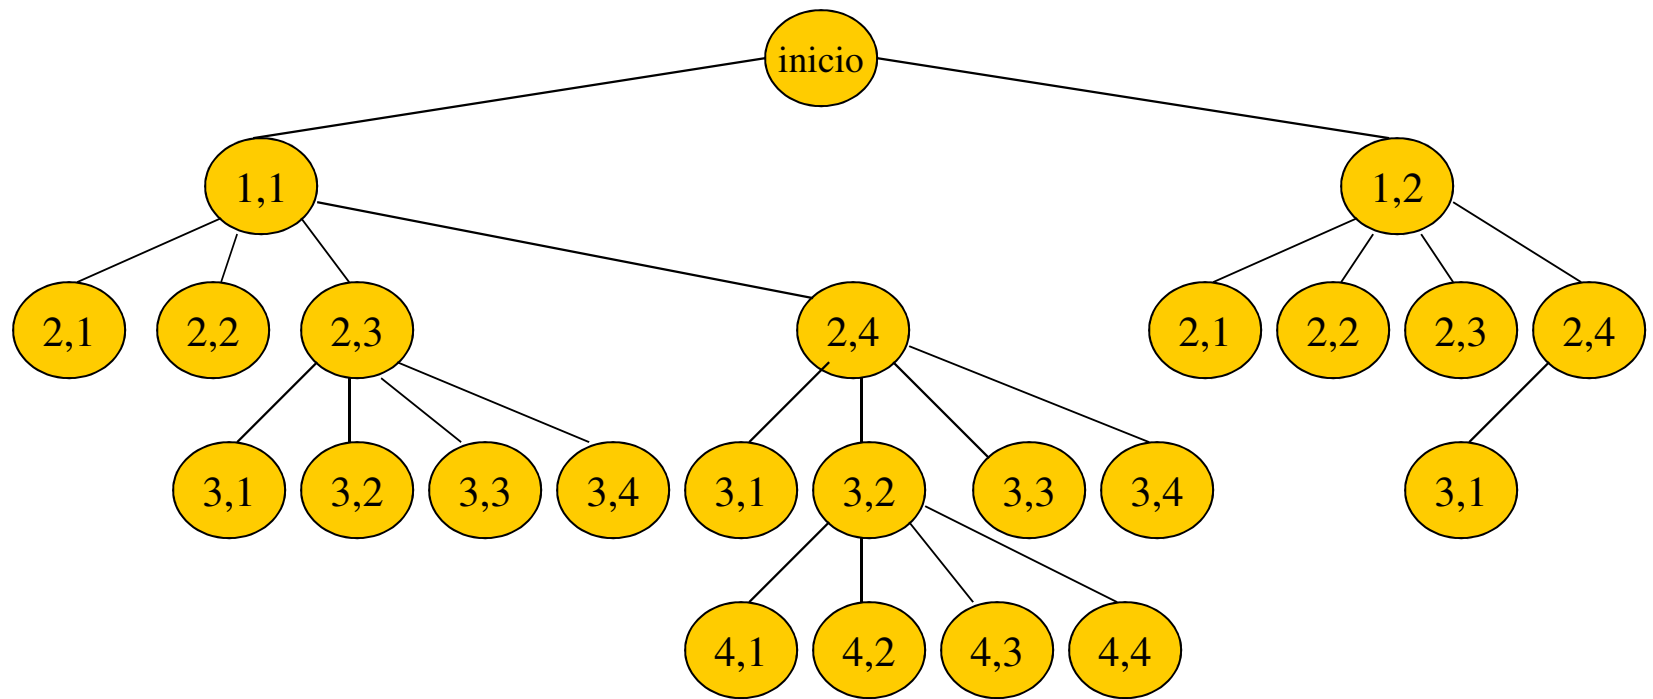 inicio
1,1 1,2
2,1 2,2 2,3 2,4 2,1 2,2 2,3 2,4
3,1 3,2 3,3 3,4 3,1 3,2 3,3 3,4 3,1
4,1 4,2 4,3 4,4